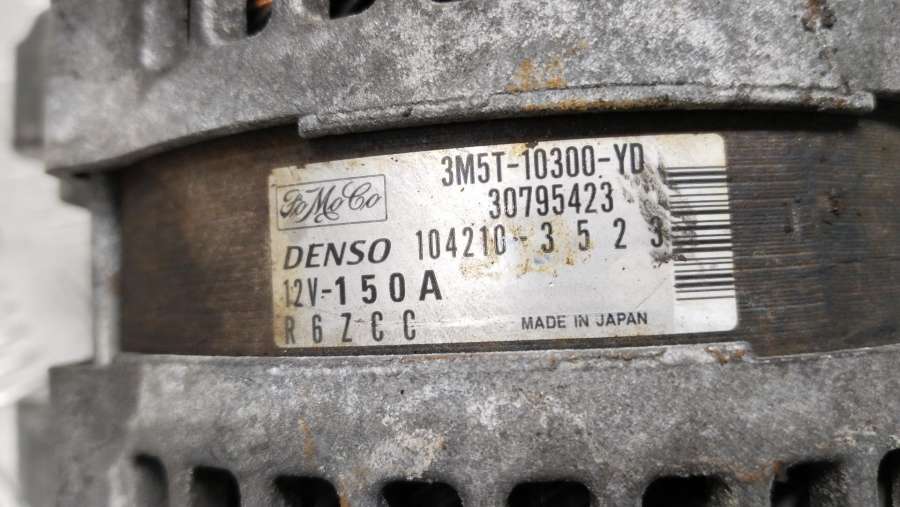 FoMoCo
3M5T-10300-YD
30795423
DENSO 104210-3523
12V-150A
R6ZCC
MADE IN JAPAN